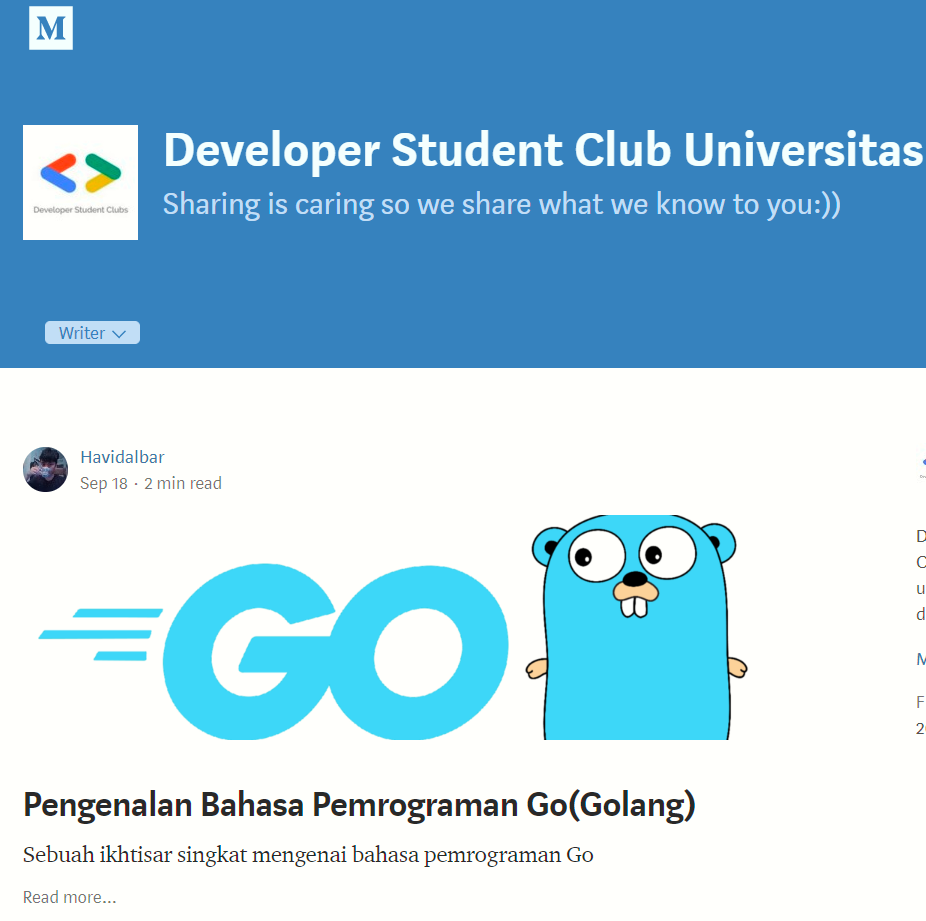 M
Developer Student Club Universitas
Sharing is caring so we share what we know to you:))
Developer Student Clubs
Writer
Havidalbar
Sep 18 · 2 min read
GO
Pengenalan Bahasa Pemrograman Go(Golang)
Sebuah ikhtisar singkat mengenai bahasa pemrograman Go
Read more...